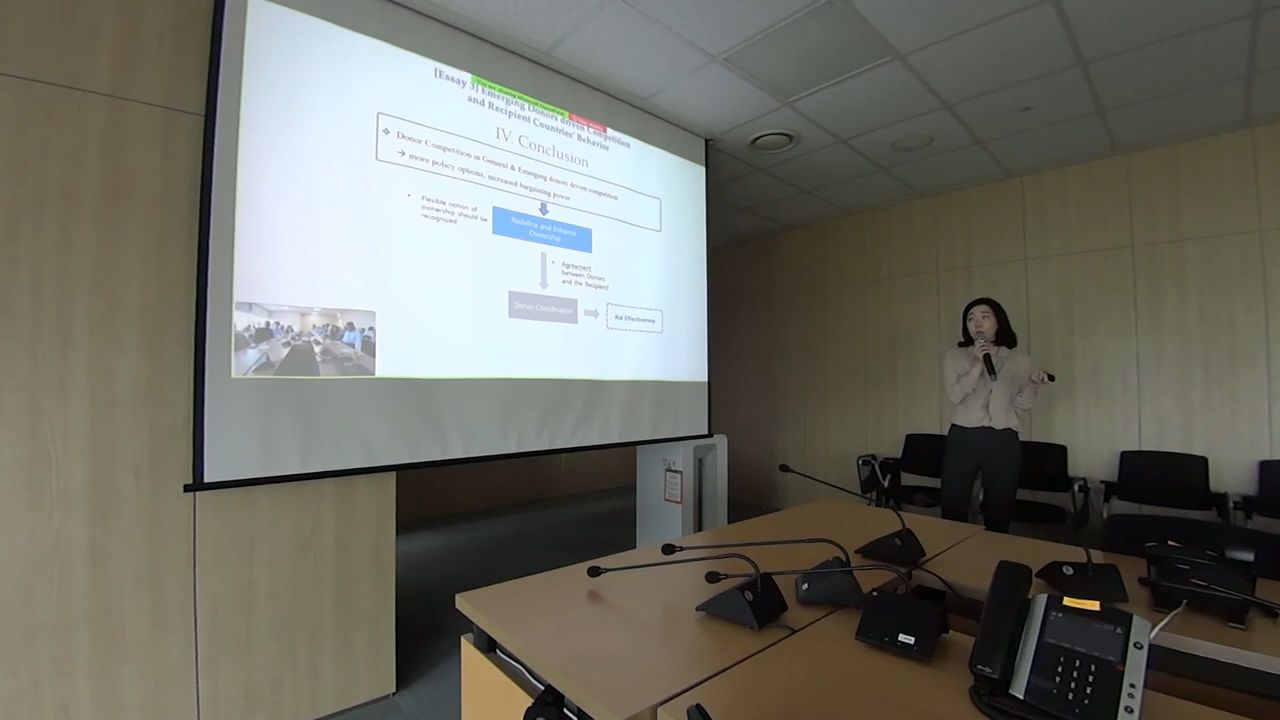 [Essay 3] Emerging Donors driven Competition
and Recipient Countries' Behavior
IV. Conclusion
❖ Donor Competition in General & Emerging donors driven competition
→ more policy options, increased bargaining power
• Flexible notion of
ownership should be
recognized
Redefine and Enhance
Ownership
• Agreement
between Donors
and the Recipient
Donor Coordination
Aid Effectiveness